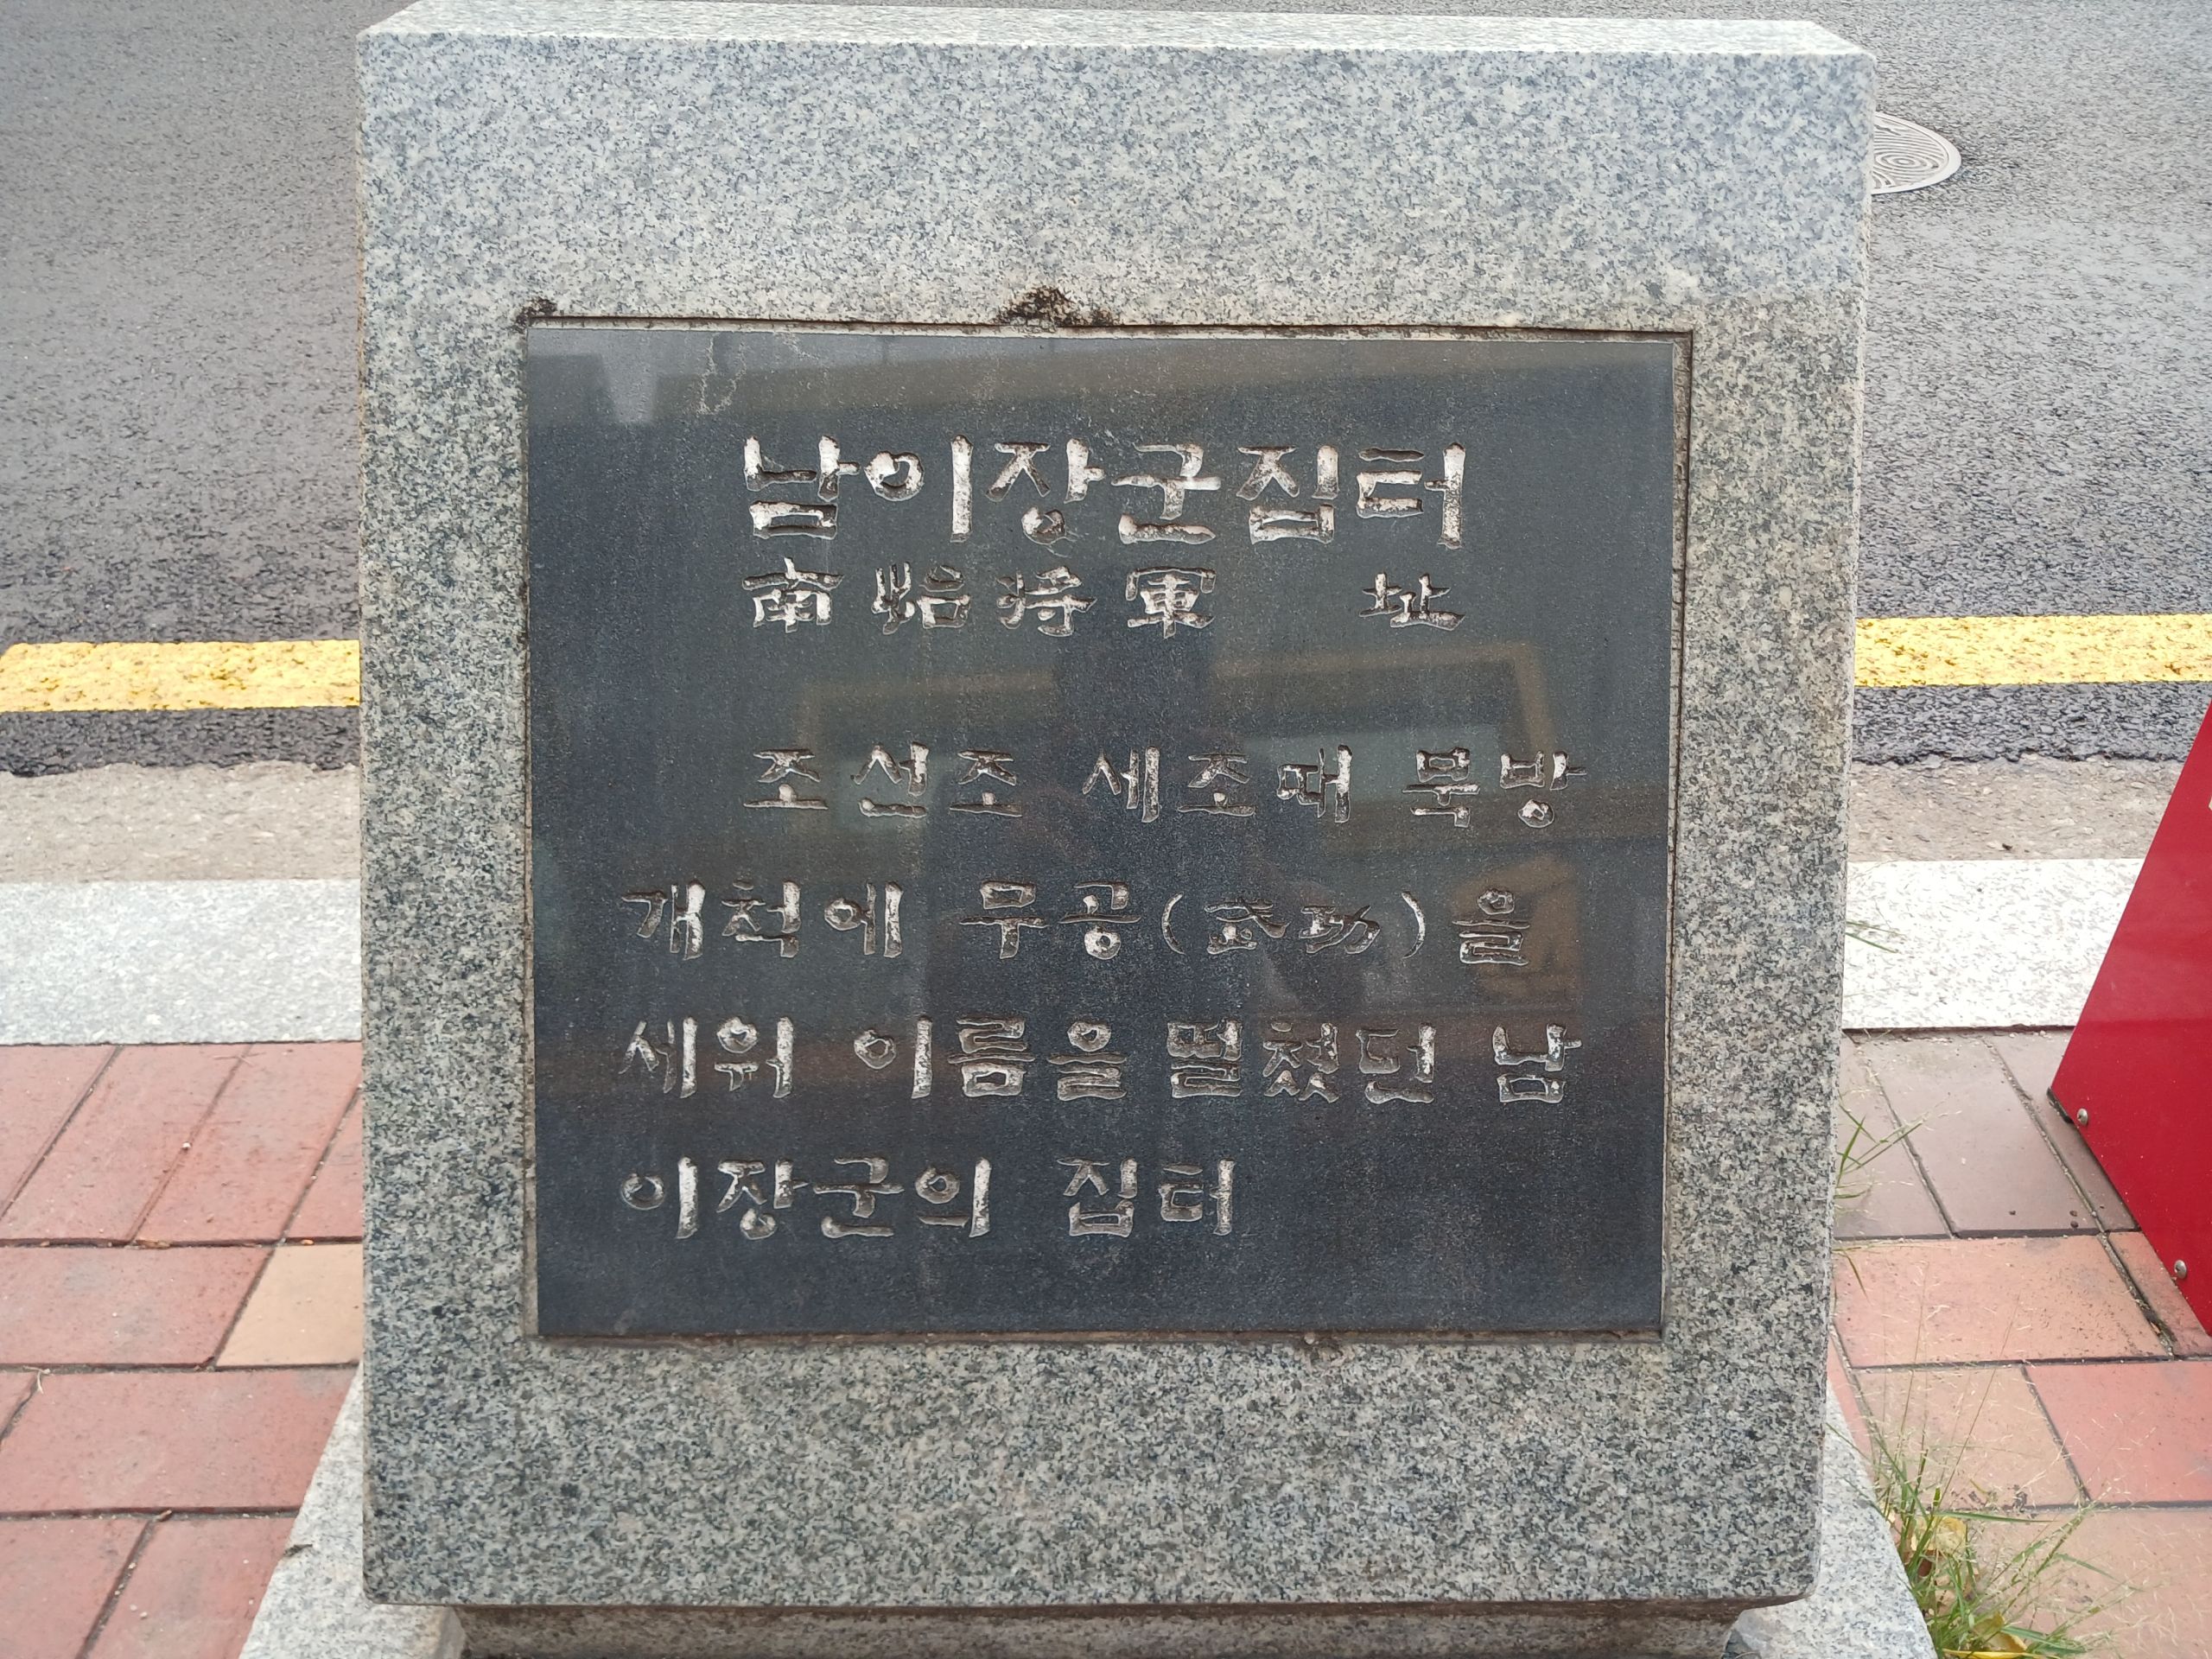 남이장군집터
南怡將軍 址
조선조 세조때 북방
개척에 무공(武功)을
세워 이름을 떨쳤던 남
이장군의 집터